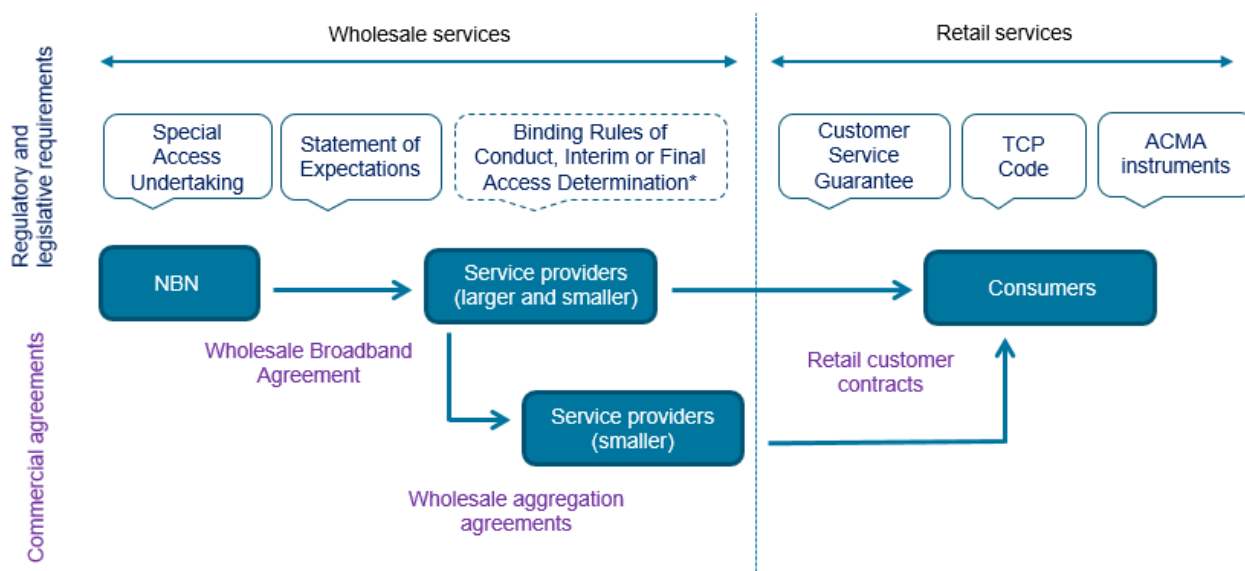 Wholesale services
Retail services
Regulatory and
legislative requirements
Special
Access
Undertaking
Statement of
Expectations
Binding Rules of
Conduct, Interim or Final
Access Determination*
Customer
Service
Guarantee
TCP
Code
ACMA
instruments
NBN
Service providers
(larger and smaller)
Consumers
Commercial agreements
Wholesale Broadband
Agreement
Retail customer
contracts
Service providers
(smaller)
Wholesale aggregation
agreements